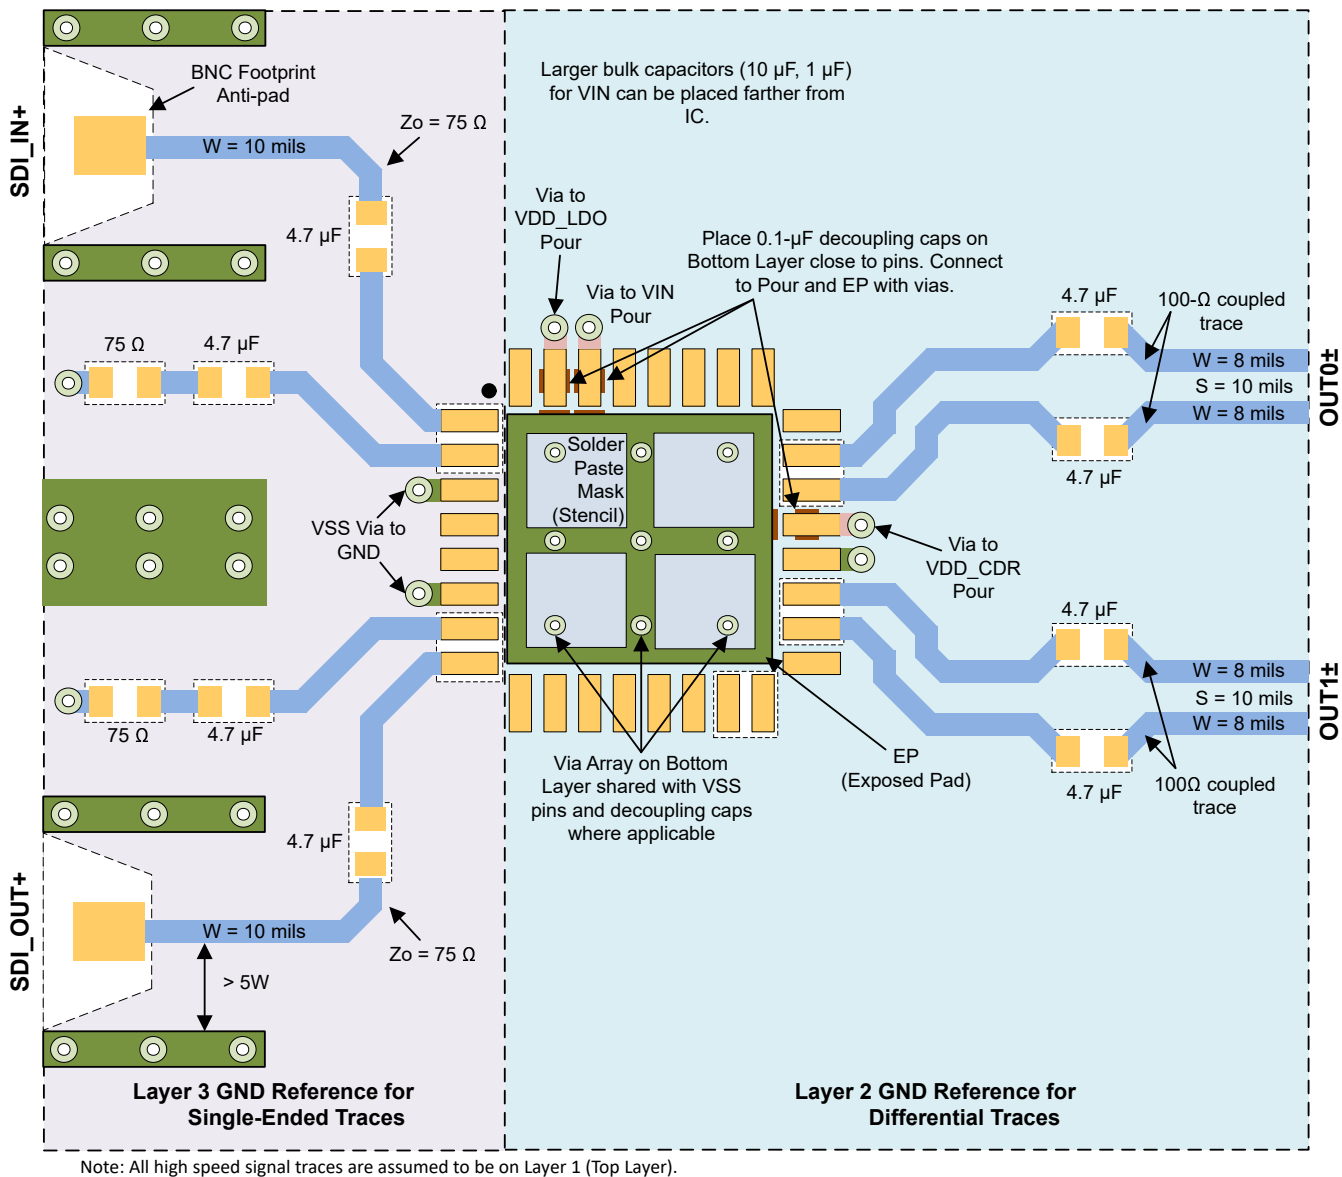 BNC Footprint
Anti-pad
SDI_IN+
W = 10 mils
Zo = 75 Ω
4.7 µF
75 Ω
4.7 µF
Larger bulk capacitors (10 µF, 1 µF)
for VIN can be placed farther from
IC.
Via to
VDD_LDO
Pour
Via to VIN
Pour
Place 0.1-µF decoupling caps on
Bottom Layer close to pins. Connect
to Pour and EP with vias.
4.7 µF
100-Ω coupled
trace
W = 8 mils
S = 10 mils
W = 8 mils
OUT0±
4.7 µF
Solder
Paste
Mask
(Stencil)
VSS Via to
GND
Via to
VDD_CDR
Pour
4.7 µF
W = 8 mils
S = 10 mils
W = 8 mils
OUT1±
4.7 µF
100Ω coupled
trace
75 Ω
4.7 µF
EP
(Exposed Pad)
Via Array on Bottom
Layer shared with VSS
pins and decoupling caps
where applicable
4.7 µF
SDI_OUT+
W = 10 mils
Zo = 75 Ω
> 5W
Layer 3 GND Reference for
Single-Ended Traces
Layer 2 GND Reference for
Differential Traces
Note: All high speed signal traces are assumed to be on Layer 1 (Top Layer).